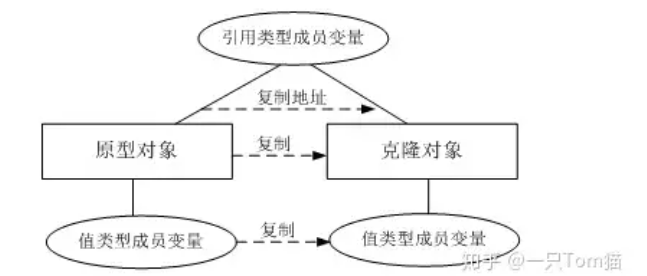 引用类型成员变量
复制地址
原型对象
复制
克隆对象
值类型成员变量
复制
值类型成员变量
知乎 @一只Tom猫